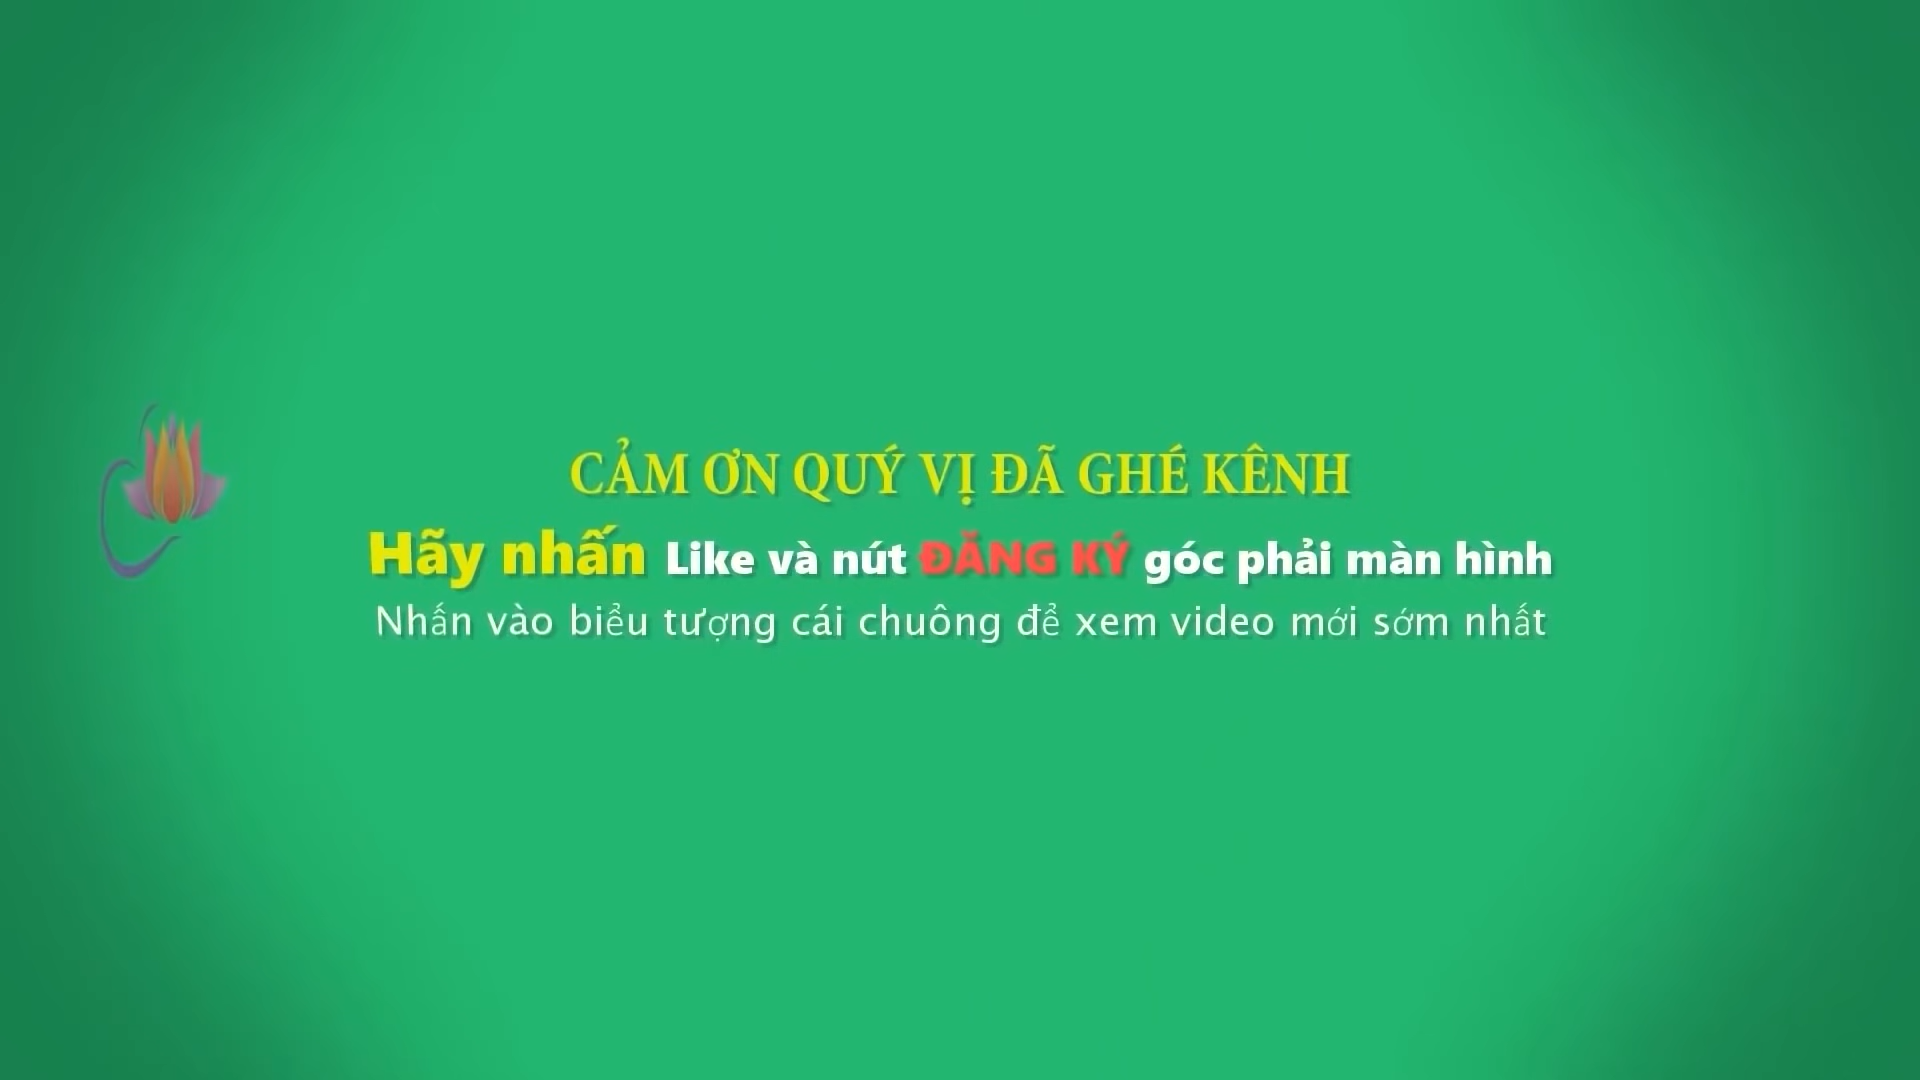 CẢM ƠN QUÝ VỊ ĐÃ GHÉ KÊNH
Hãy nhấn Like và nút ĐĂNG KÝ góc phải màn hình
Nhấn vào biểu tượng cái chuông để xem video mới sớm nhất